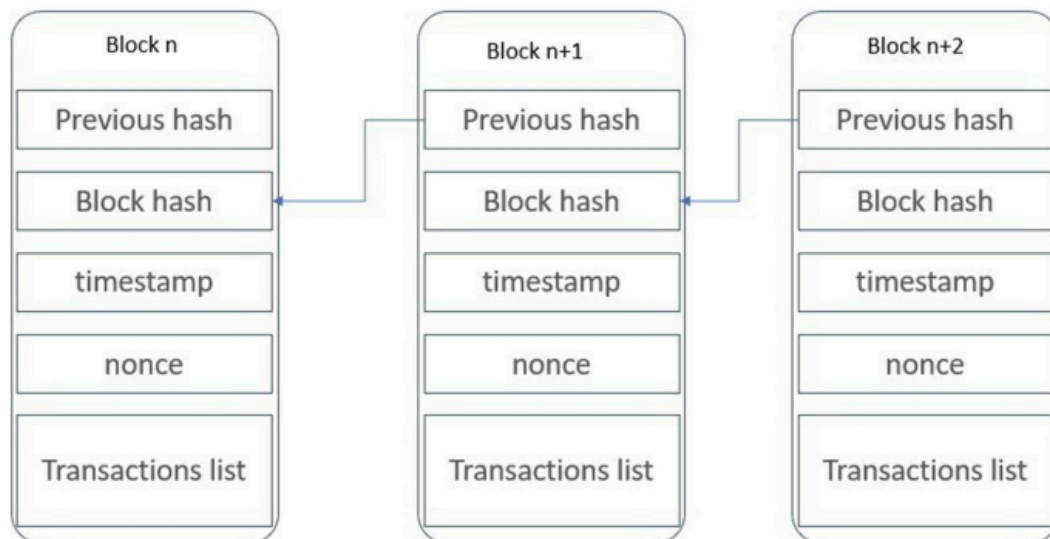 Block n
Previous hash
Block hash
timestamp
nonce
Transactions list
Block n+1
Previous hash
Block hash
timestamp
nonce
Transactions list
Block n+2
Previous hash
Block hash
timestamp
nonce
Transactions list